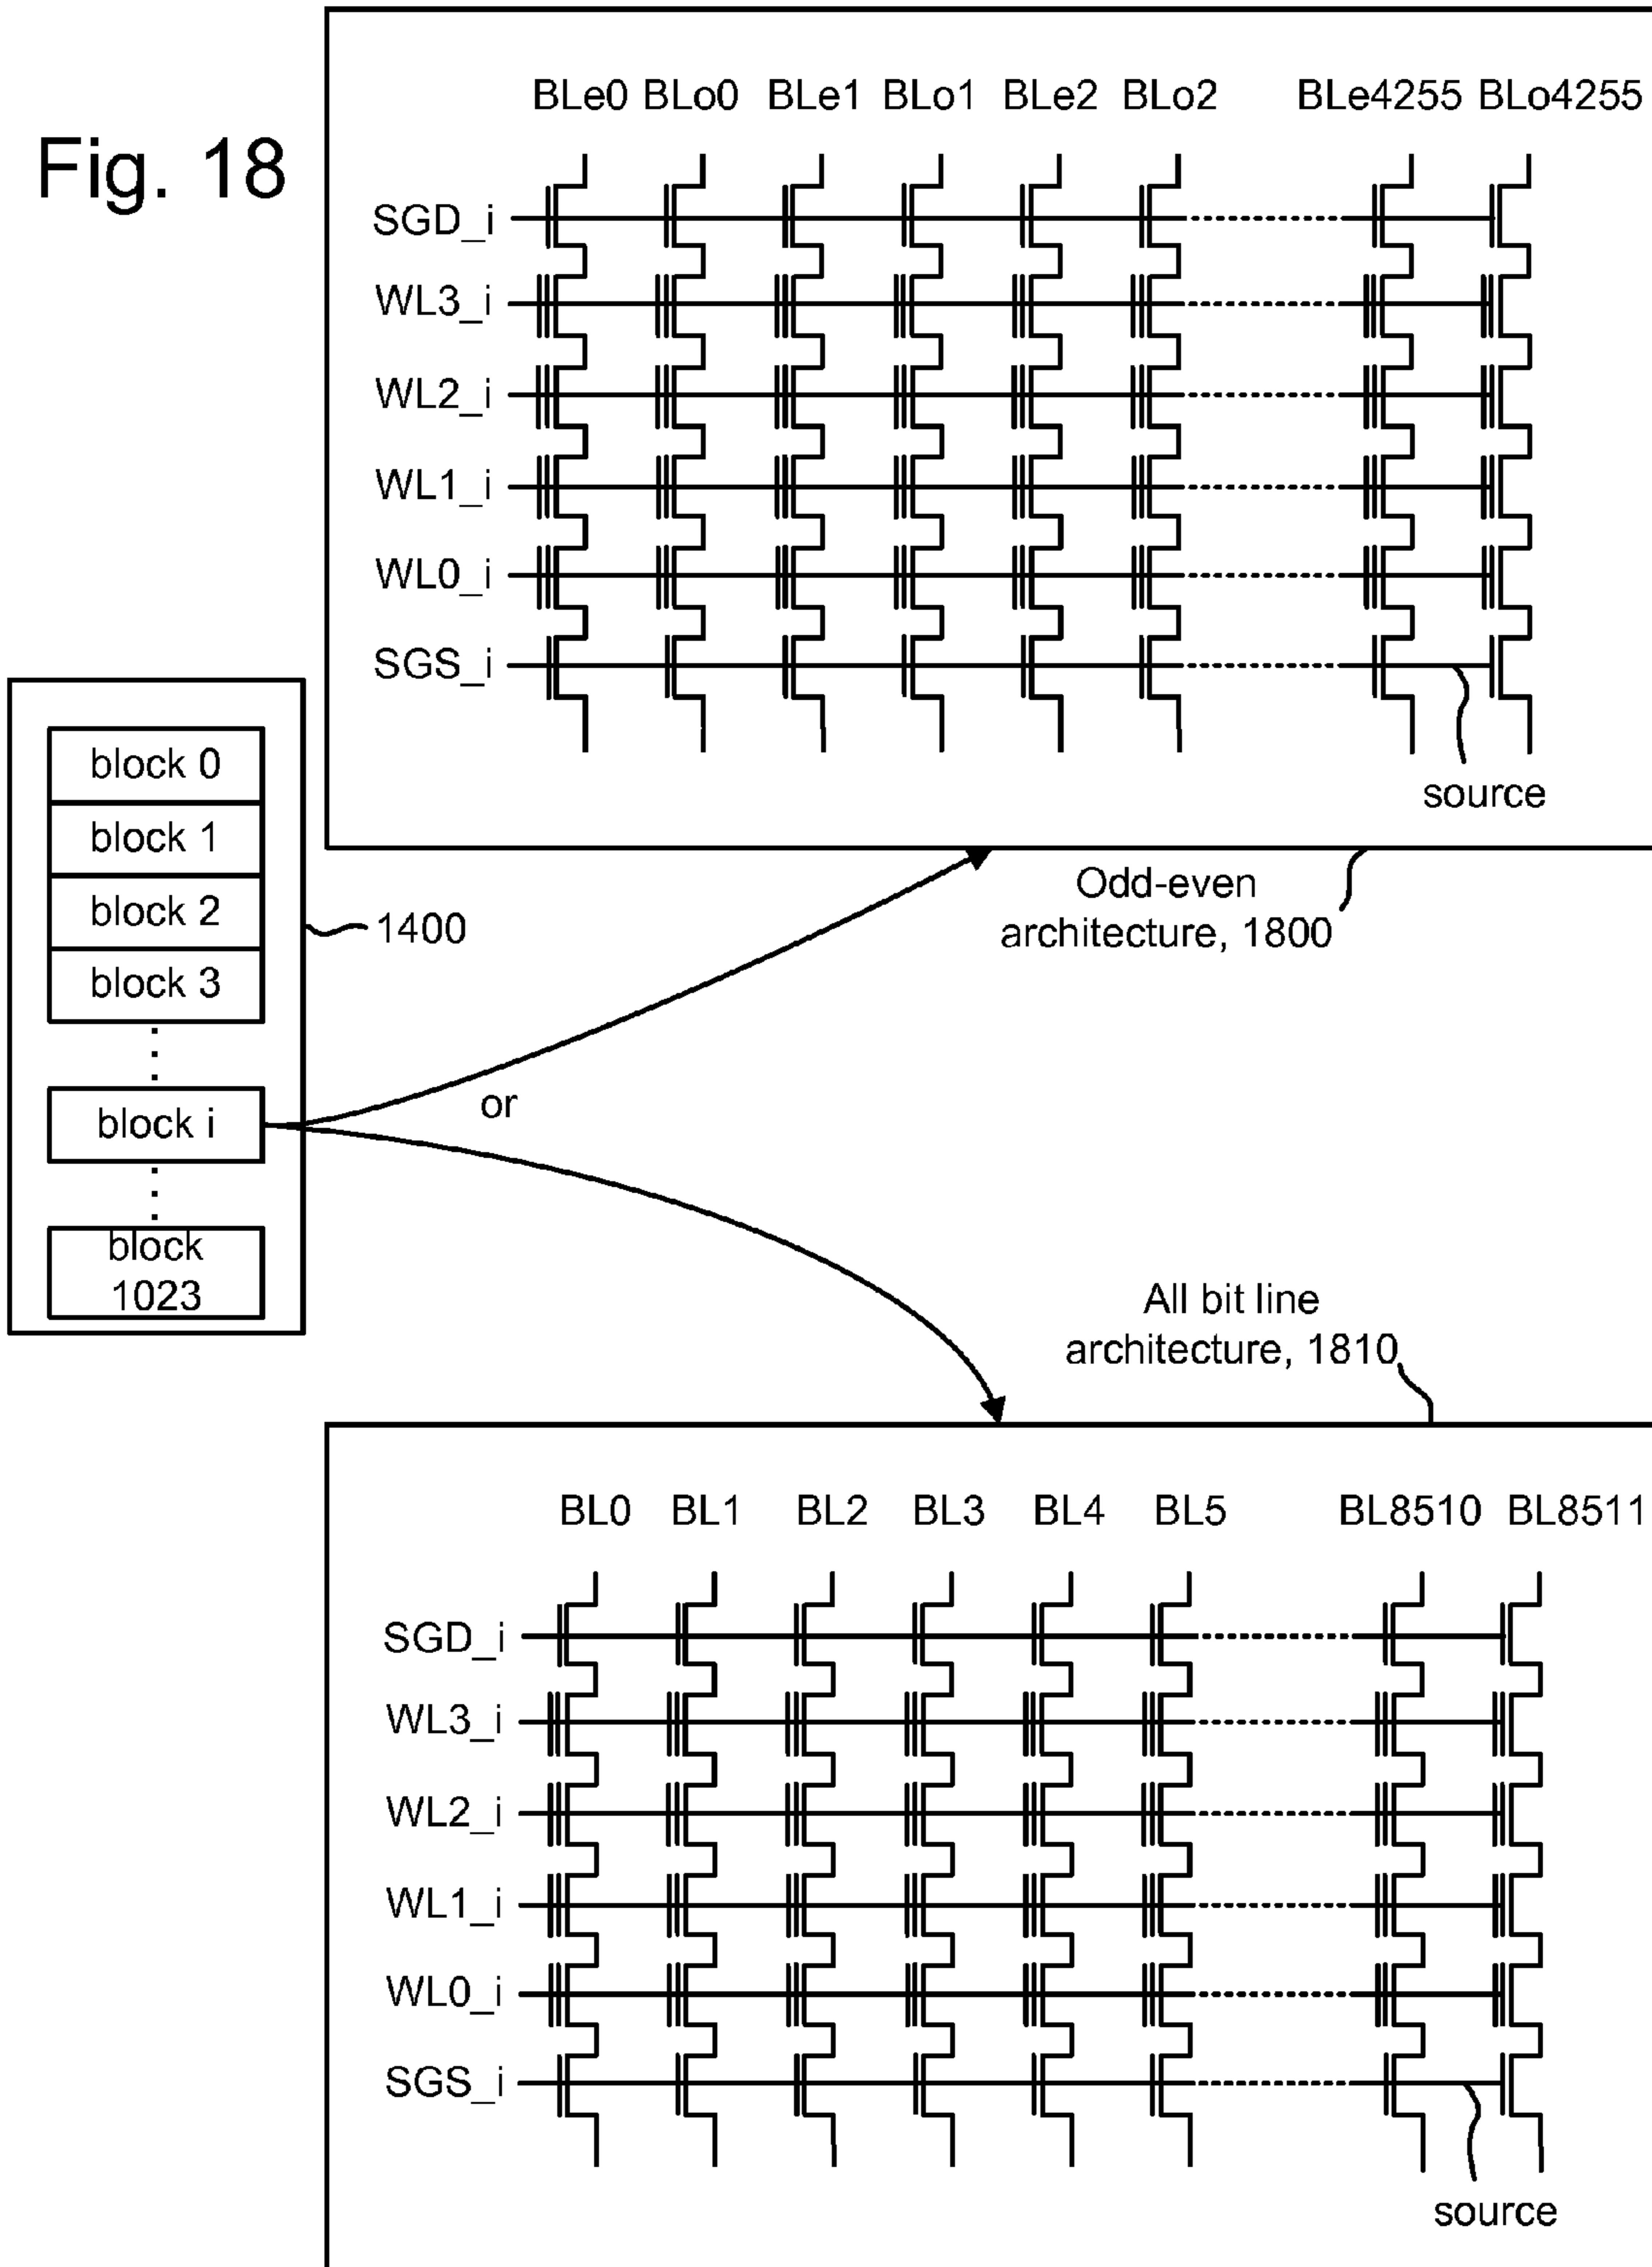 Fig. 18
BLe0 BLo0 BLe1 BLo1 BLe2 BLo2 BLe4255 BLo4255
SGD_i
WL3_i
WL2_i
WL1_i
WL0_i
SGS_i
source
Odd-even
architecture, 1800
block 0
block 1
block 2
block 3
block i
block
1023
1400
or
All bit line
architecture, 1810
BL0 BL1 BL2 BL3 BL4 BL5 BL8510 BL8511
SGD_i
WL3_i
WL2_i
WL1_i
WL0_i
SGS_i
source